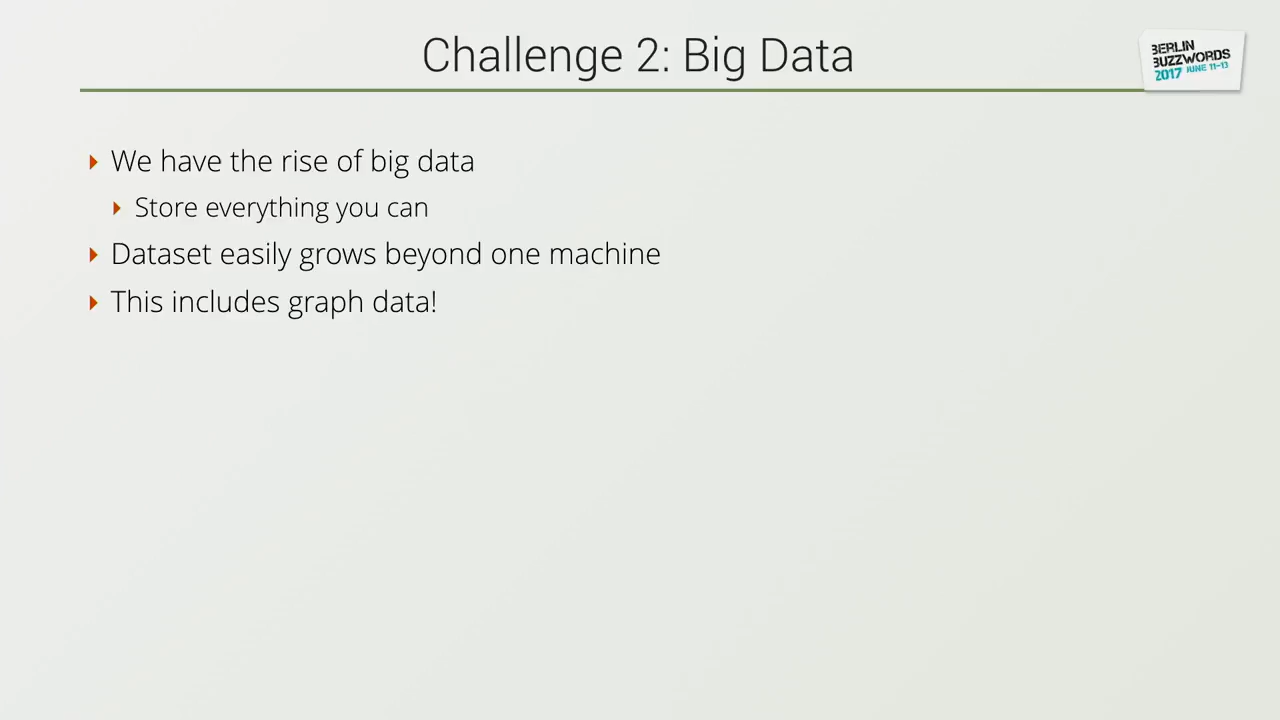 Challenge 2: Big Data
BERLIN
BUZZWORDS
2017 JUNE 11-13
We have the rise of big data
Store everything you can
Dataset easily grows beyond one machine
This includes graph data!